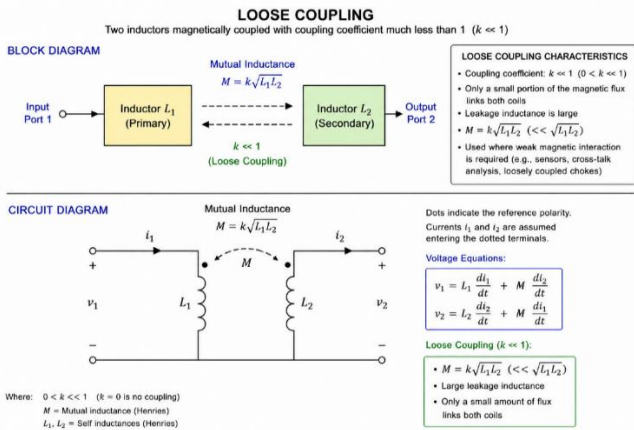 LOOSE COUPLING
Two inductors magnetically coupled with coupling coefficient much less than 1 (k ≪ 1)
BLOCK DIAGRAM
Mutual Inductance
M = k√L₁L₂
Input
Port 1
Inductor L₁
(Primary)
Inductor L₂
(Secondary)
Output
Port 2
k ≪ 1
(Loose Coupling)
LOOSE COUPLING CHARACTERISTICS
• Coupling coefficient: k ≪ 1 (0 < k ≪ 1)
• Only a small portion of the magnetic flux
links both coils
• Leakage inductance is large
• M = k√L₁L₂ (<< √L₁L₂)
• Used where weak magnetic interaction
is required (e.g., sensors, cross-talk
analysis, loosely coupled chokes)
CIRCUIT DIAGRAM
Mutual Inductance
M = k√L₁L₂
i₁
i₂
M
+
+
v₁
L₁
L₂
v₂
–
–
Where: 0 < k << 1 (k = 0 is no coupling)
M = Mutual inductance (Henries)
L₁, L₂ = Self inductances (Henries)
Dots indicate the reference polarity.
Currents i₁ and i₂ are assumed
entering the dotted terminals.
Voltage Equations:
v₁ = L₁ di₁/dt + M di₂/dt
v₂ = L₂ di₂/dt + M di₁/dt
Loose Coupling (k ≪ 1):
• M = k√L₁L₂ (<< √L₁L₂)
• Large leakage inductance
• Only a small amount of flux
links both coils